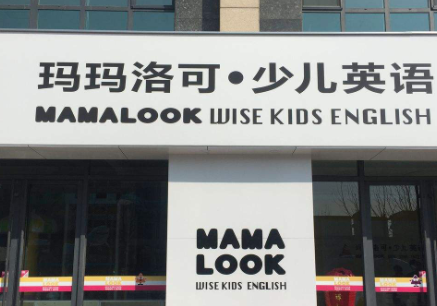 玛玛洛可·少儿英语
MAMALOOK WISE KIDS ENGLISH
MAMA
LOOK
WISE KIDS ENGLISH